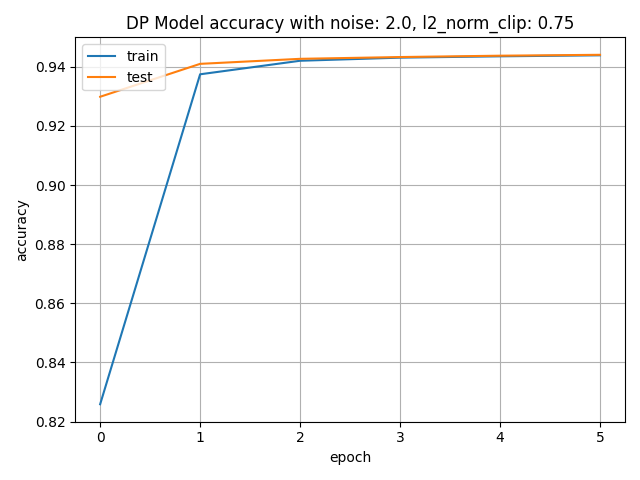 DP Model accuracy with noise: 2.0, l2_norm_clip: 0.75
train
test
accuracy
0.94
0.92
0.90
0.88
0.86
0.84
0.82
0 1 2 3 4 5
epoch